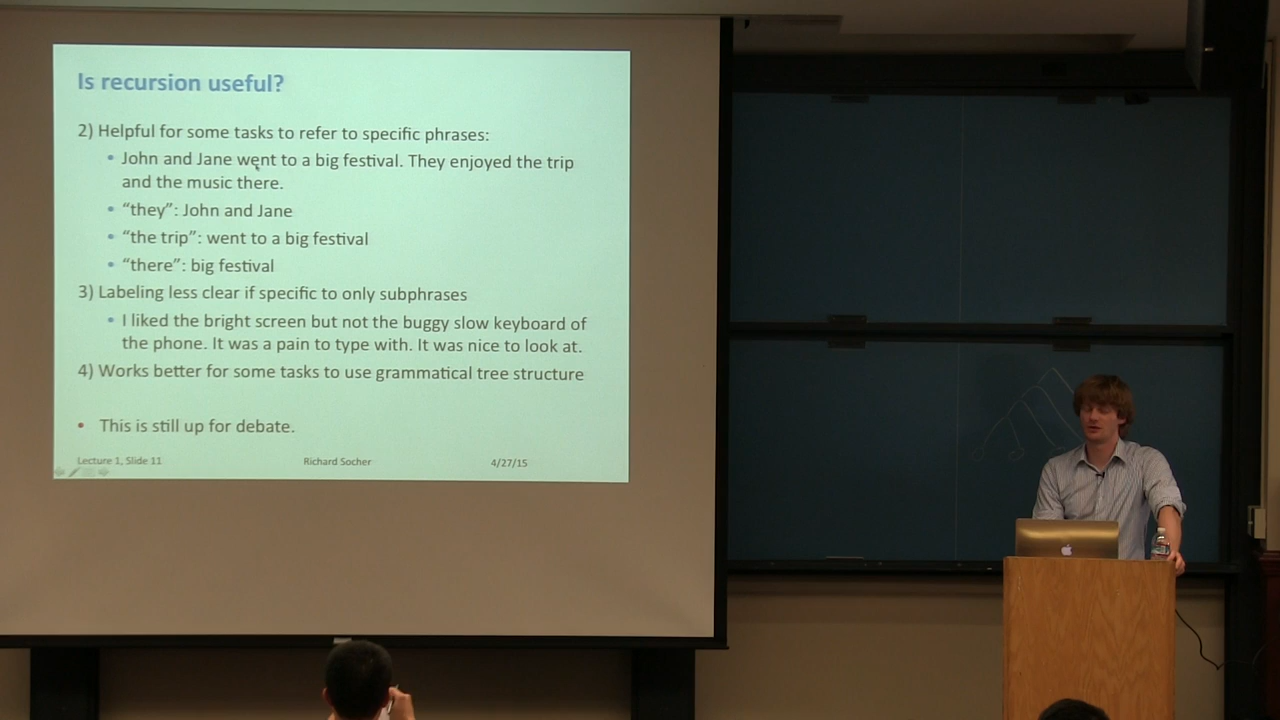 Is recursion useful?
2) Helpful for some tasks to refer to specific phrases:
• John and Jane went to a big festival. They enjoyed the trip
and the music there.
• “they”: John and Jane
• “the trip”: went to a big festival
• “there”: big festival
3) Labeling less clear if specific to only subphrases
• I liked the bright screen but not the buggy slow keyboard of
the phone. It was a pain to type with. It was nice to look at.
4) Works better for some tasks to use grammatical tree structure
• This is still up for debate.
Lecture 1, Slide 11 Richard Socher 4/27/15